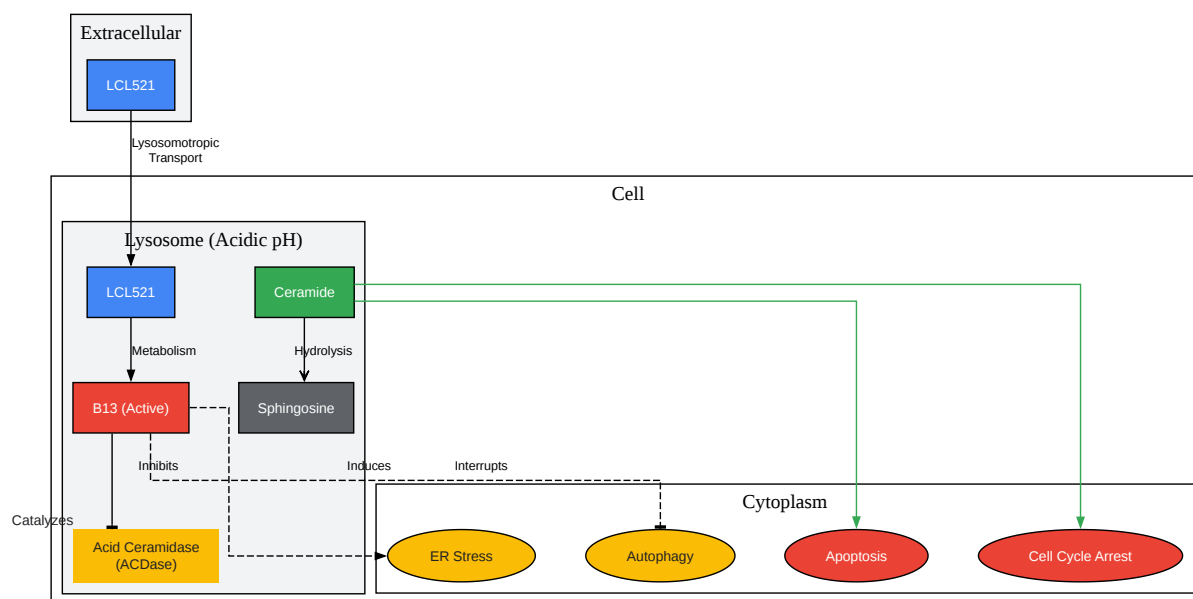 Extracellular
LCL521
Lysosomotropic
Transport
Cell
Lysosome (Acidic pH)
LCL521
Ceramide
Metabolism
Hydrolysis
B13 (Active)
Sphingosine
Inhibits
Induces
Interrupts
Cytoplasm
Catalyzes
Acid Ceramidase
(ACDase)
ER Stress
Autophagy
Apoptosis
Cell Cycle Arrest